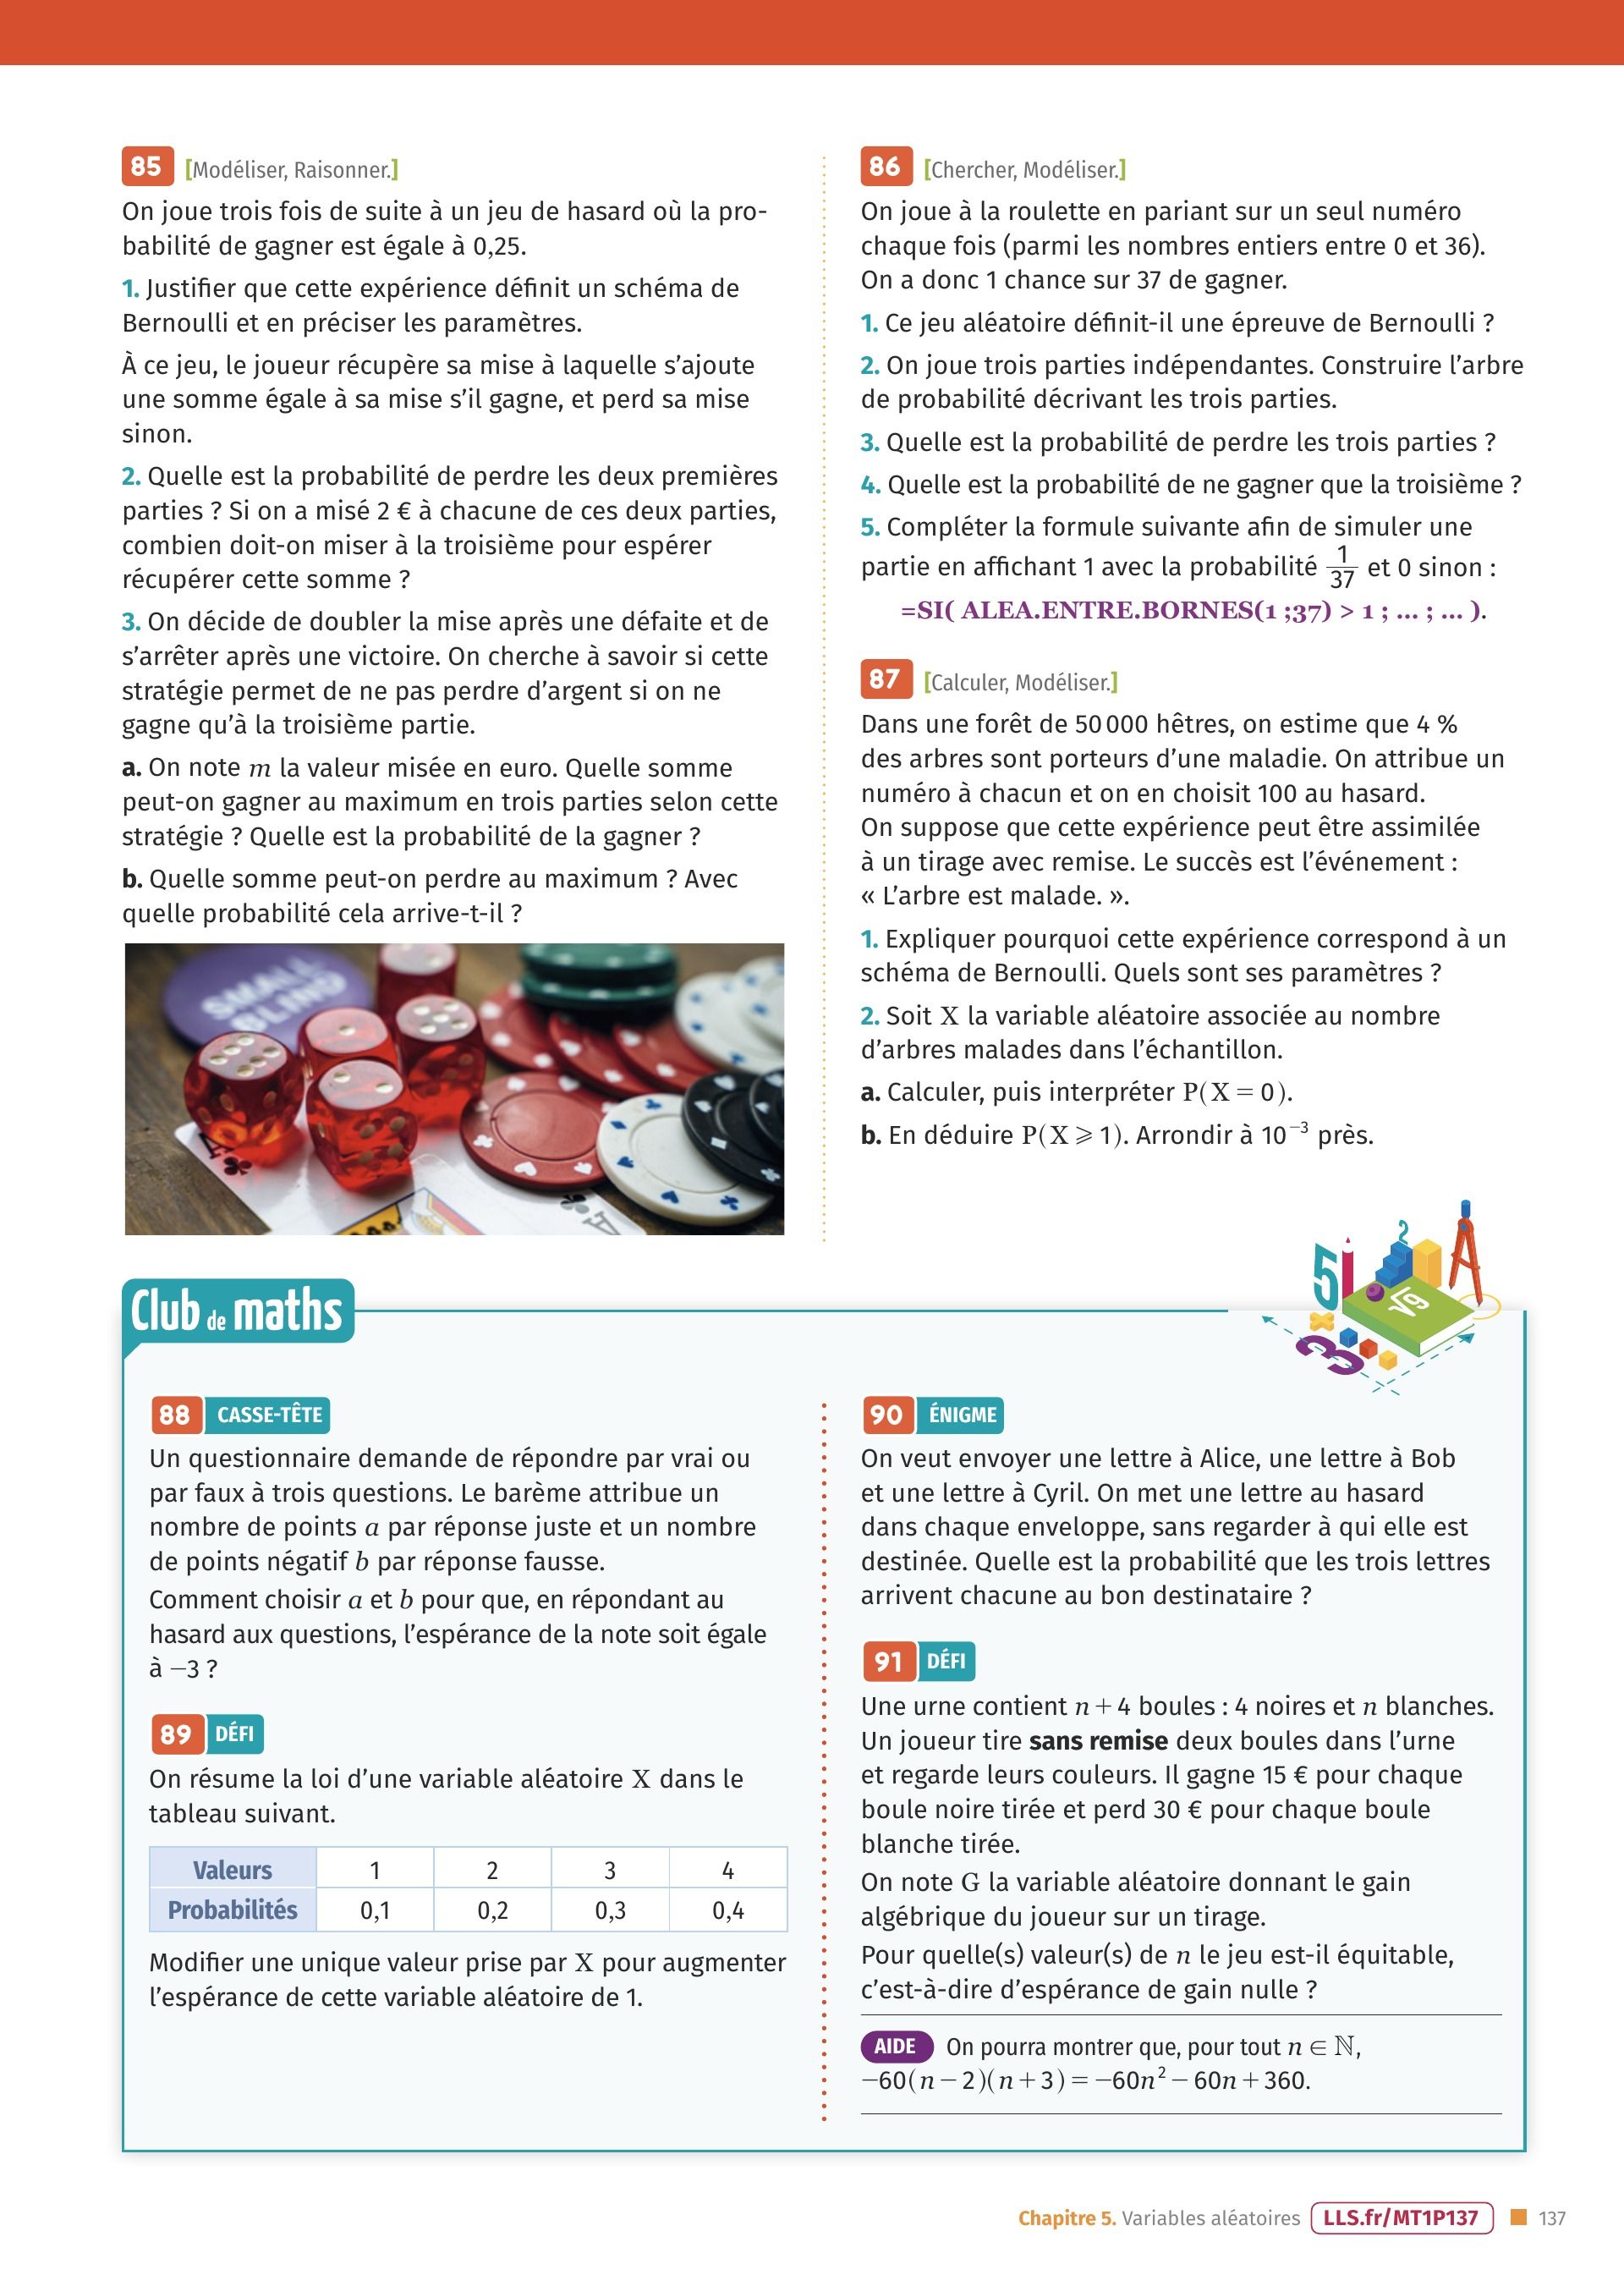 85 [Modéliser, Raisonner.]
On joue trois fois de suite à un jeu de hasard où la pro-
babilité de gagner est égale à 0,25.
1. Justifier que cette expérience définit un schéma de
Bernoulli et en préciser les paramètres.
À ce jeu, le joueur récupère sa mise à laquelle s’ajoute
une somme égale à sa mise s’il gagne, et perd sa mise
sinon.
2. Quelle est la probabilité de perdre les deux premières
parties ? Si on a misé 2 € à chacune de ces deux parties,
combien doit-on miser à la troisième pour espérer
récupérer cette somme ?
3. On décide de doubler la mise après une défaite et de
s’arrêter après une victoire. On cherche à savoir si cette
stratégie permet de ne pas perdre d’argent si on ne
gagne qu’à la troisième partie.
a. On note m la valeur misée en euro. Quelle somme
peut-on gagner au maximum en trois parties selon cette
stratégie ? Quelle est la probabilité de la gagner ?
b. Quelle somme peut-on perdre au maximum ? Avec
quelle probabilité cela arrive-t-il ?
SMALL
BLIND
A
A
86 [Chercher, Modéliser.]
On joue à la roulette en pariant sur un seul numéro
chaque fois (parmi les nombres entiers entre 0 et 36).
On a donc 1 chance sur 37 de gagner.
1. Ce jeu aléatoire définit-il une épreuve de Bernoulli ?
2. On joue trois parties indépendantes. Construire l’arbre
de probabilité décrivant les trois parties.
3. Quelle est la probabilité de perdre les trois parties ?
4. Quelle est la probabilité de ne gagner que la troisième ?
5. Compléter la formule suivante afin de simuler une
partie en affichant 1 avec la probabilité 1/37 et 0 sinon :
=SI( ALEA.ENTRE.BORNES(1 ;37) > 1 ; ... ; ... ).
87 [Calculer, Modéliser.]
Dans une forêt de 50 000 hêtres, on estime que 4 %
des arbres sont porteurs d’une maladie. On attribue un
numéro à chacun et on en choisit 100 au hasard.
On suppose que cette expérience peut être assimilée
à un tirage avec remise. Le succès est l’événement :
« L’arbre est malade. ».
1. Expliquer pourquoi cette expérience correspond à un
schéma de Bernoulli. Quels sont ses paramètres ?
2. Soit X la variable aléatoire associée au nombre
d’arbres malades dans l’échantillon.
a. Calculer, puis interpréter P(X = 0).
b. En déduire P(X ⩾ 1). Arrondir à 10⁻³ près.
5 2 √9 3
Club de maths
88 CASSE-TÊTE
Un questionnaire demande de répondre par vrai ou
par faux à trois questions. Le barème attribue un
nombre de points a par réponse juste et un nombre
de points négatif b par réponse fausse.
Comment choisir a et b pour que, en répondant au
hasard aux questions, l’espérance de la note soit égale
à −3 ?
89 DÉFI
On résume la loi d’une variable aléatoire X dans le
tableau suivant.
Valeurs 1 2 3 4
Probabilités 0,1 0,2 0,3 0,4
Modifier une unique valeur prise par X pour augmenter
l’espérance de cette variable aléatoire de 1.
90 ÉNIGME
On veut envoyer une lettre à Alice, une lettre à Bob
et une lettre à Cyril. On met une lettre au hasard
dans chaque enveloppe, sans regarder à qui elle est
destinée. Quelle est la probabilité que les trois lettres
arrivent chacune au bon destinataire ?
91 DÉFI
Une urne contient n + 4 boules : 4 noires et n blanches.
Un joueur tire sans remise deux boules dans l’urne
et regarde leurs couleurs. Il gagne 15 € pour chaque
boule noire tirée et perd 30 € pour chaque boule
blanche tirée.
On note G la variable aléatoire donnant le gain
algébrique du joueur sur un tirage.
Pour quelle(s) valeur(s) de n le jeu est-il équitable,
c’est-à-dire d’espérance de gain nulle ?
AIDE On pourra montrer que, pour tout n ∈ ℕ,
−60(n − 2)(n + 3) = −60n² − 60n + 360.
Chapitre 5. Variables aléatoires LLS.fr/MT1P137 137